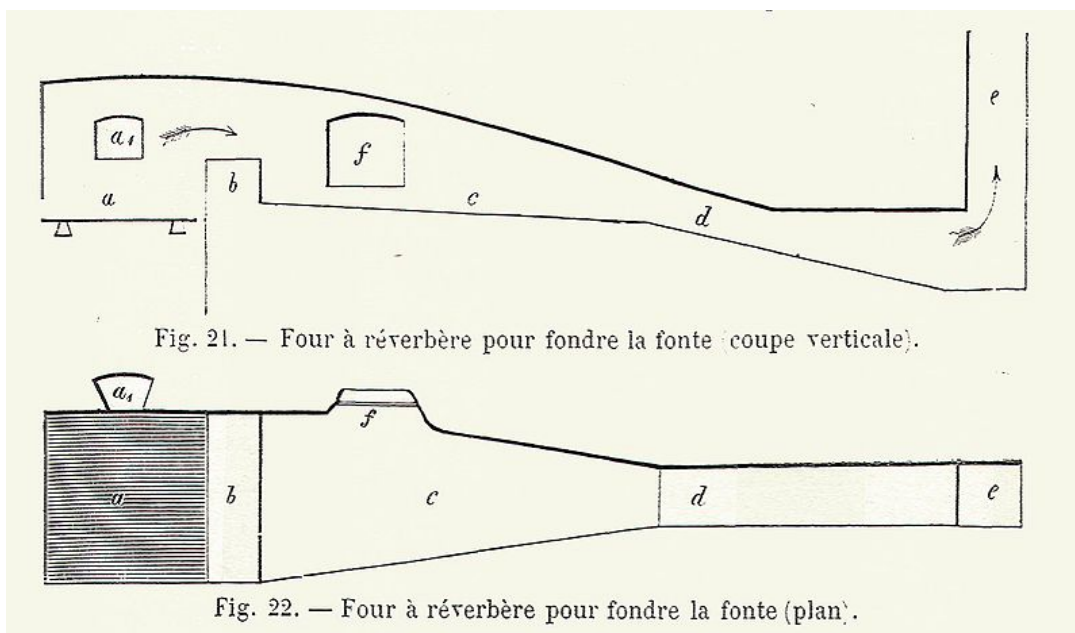 e
a₁
f
b
a
c
d
Fig. 21. — Four à réverbère pour fondre la fonte (coupe verticale).
a₁
f
a
b
c
d
e
Fig. 22. — Four à réverbère pour fondre la fonte (plan).